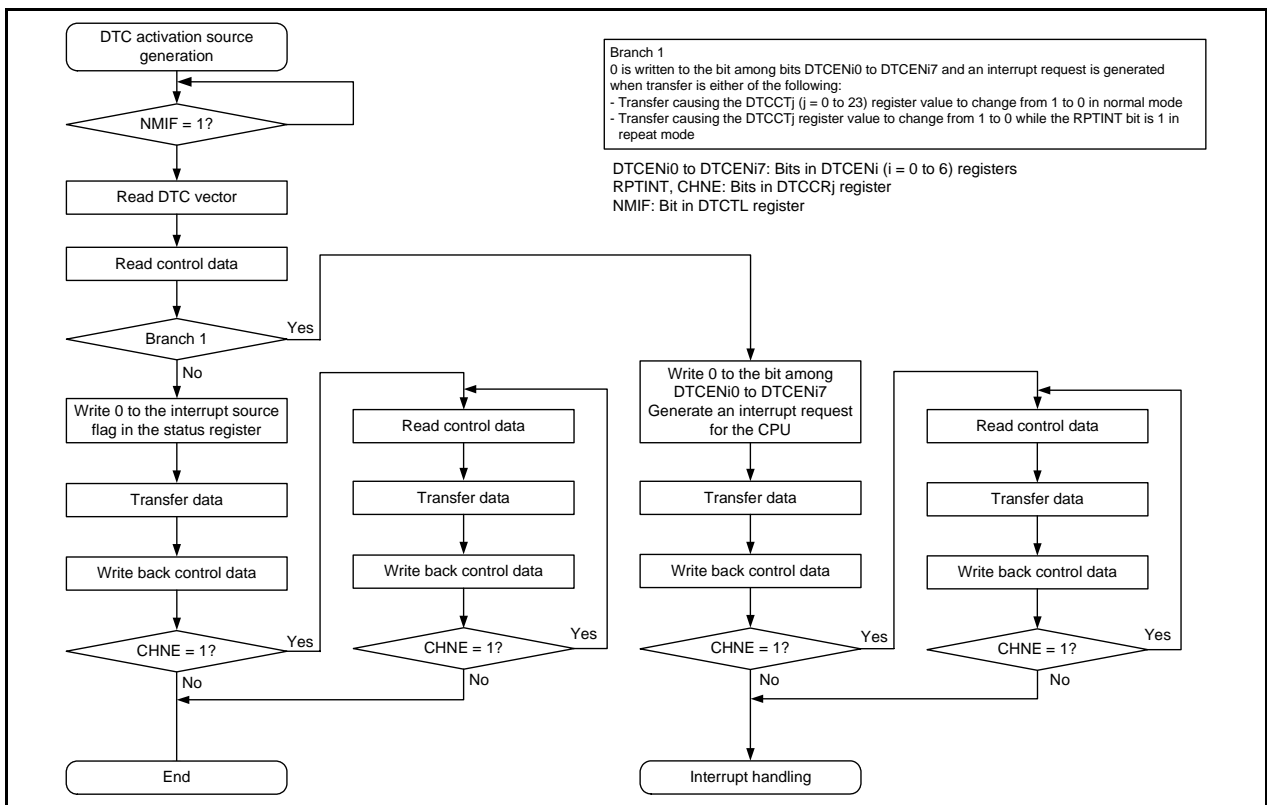 DTC activation source
generation
NMIF = 1?
Read DTC vector
Read control data
Branch 1
Yes
No
Write 0 to the interrupt source
flag in the status register
Transfer data
Write back control data
CHNE = 1?
Yes
No
End
Read control data
Transfer data
Write back control data
CHNE = 1?
Yes
No
Branch 1
0 is written to the bit among bits DTCENi0 to DTCENi7 and an interrupt request is generated
when transfer is either of the following:
- Transfer causing the DTCCTj (j = 0 to 23) register value to change from 1 to 0 in normal mode
- Transfer causing the DTCCTj register value to change from 1 to 0 while the RPTINT bit is 1 in
repeat mode
DTCENi0 to DTCENi7: Bits in DTCENi (i = 0 to 6) registers
RPTINT, CHNE: Bits in DTCCRj register
NMIF: Bit in DTCTL register
Write 0 to the bit among
DTCENi0 to DTCENi7
Generate an interrupt request
for the CPU
Transfer data
Write back control data
CHNE = 1?
Yes
No
Interrupt handling
Read control data
Transfer data
Write back control data
CHNE = 1?
Yes
No